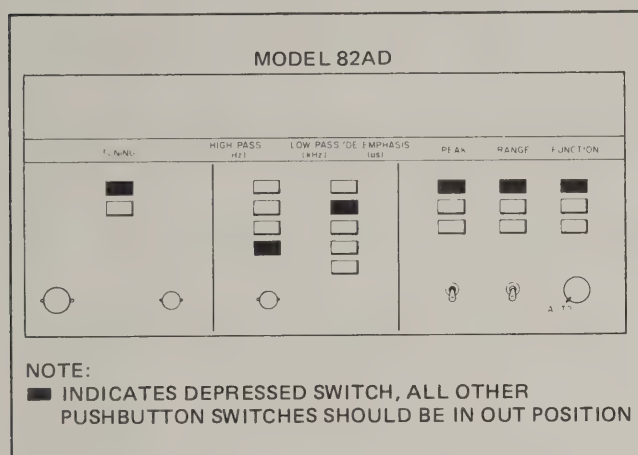 MODEL 82AD
TUNING HIGH PASS LOW PASS/DE EMPHASIS PEAK RANGE FUNCTION
(Hz) (kHz) (us)
AUTO
NOTE:
INDICATES DEPRESSED SWITCH, ALL OTHER
PUSHBUTTON SWITCHES SHOULD BE IN OUT POSITION